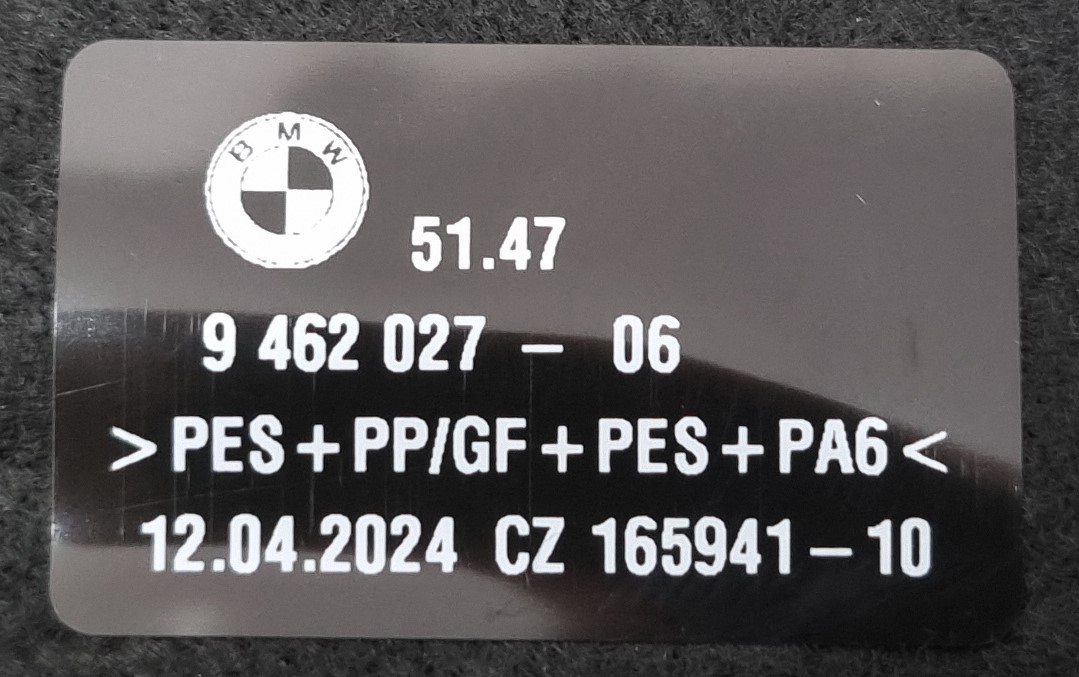 BMW
51.47
9 462 027 – 06
>PES+PP/GF+PES+PA6<
12.04.2024 CZ 165941–10